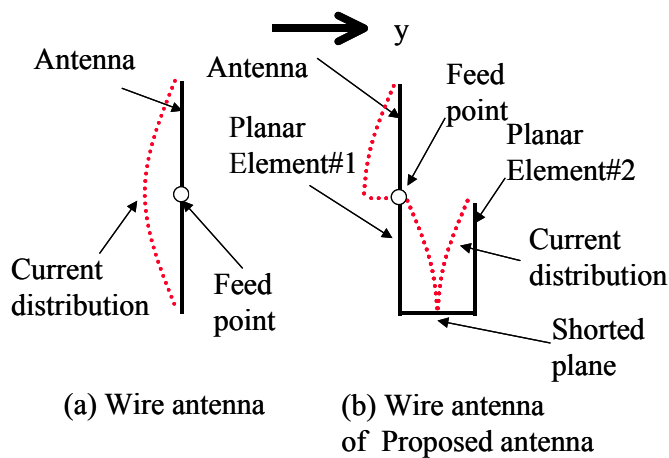 y
Antenna
Current
distribution
Feed
point
(a) Wire antenna
Antenna
Feed
point
Planar
Element#1
Planar
Element#2
Current
distribution
Shorted
plane
(b) Wire antenna
of Proposed antenna